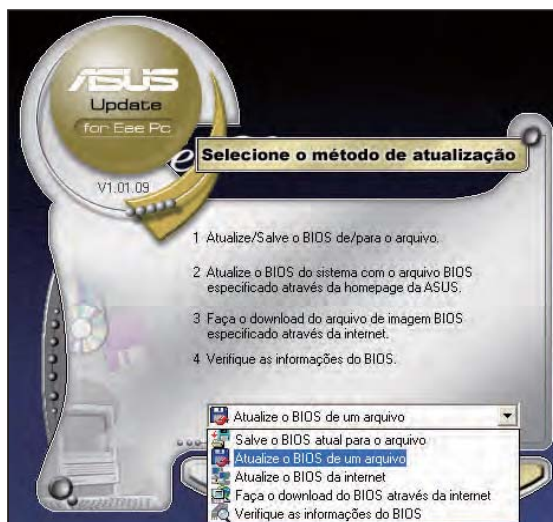 ASUS
Update
for Eee Pc
V1.01.09
Selecione o método de atualização
1 Atualize/Salve o BIOS de/para o arquivo.
2 Atualize o BIOS do sistema com o arquivo BIOS
especificado através da homepage da ASUS.
3 Faça o download do arquivo de imagem BIOS
especificado através da internet.
4 Verifique as informações do BIOS.
Atualize o BIOS de um arquivo
Salve o BIOS atual para o arquivo
Atualize o BIOS de um arquivo
Atualize o BIOS da internet
Faça o download do BIOS através da internet
Verifique as informações do BIOS